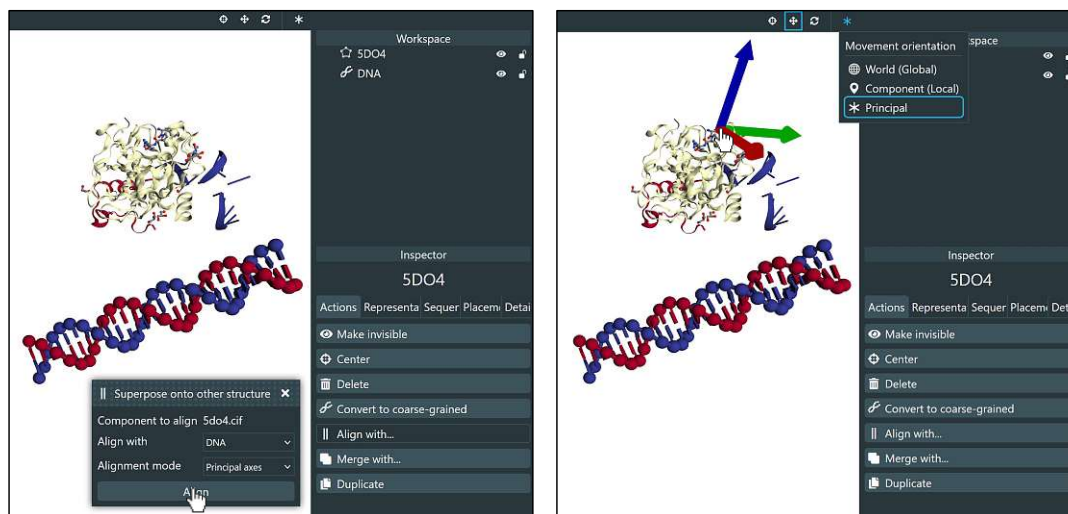 Workspace
5DO4
DNA
Inspector
5DO4
Actions Representa Sequer Placem Detai
Make invisible
Center
Delete
Convert to coarse-grained
Align with...
Merge with...
Duplicate
Superpose onto other structure
Component to align 5do4.cif
Align with DNA
Alignment mode Principal axes
Align
Movement orientation
World (Global)
Component (Local)
Principal
space
Inspector
5DO4
Actions Representa Sequer Placem Det
Make invisible
Center
Delete
Convert to coarse-grained
Align with...
Merge with...
Duplicate